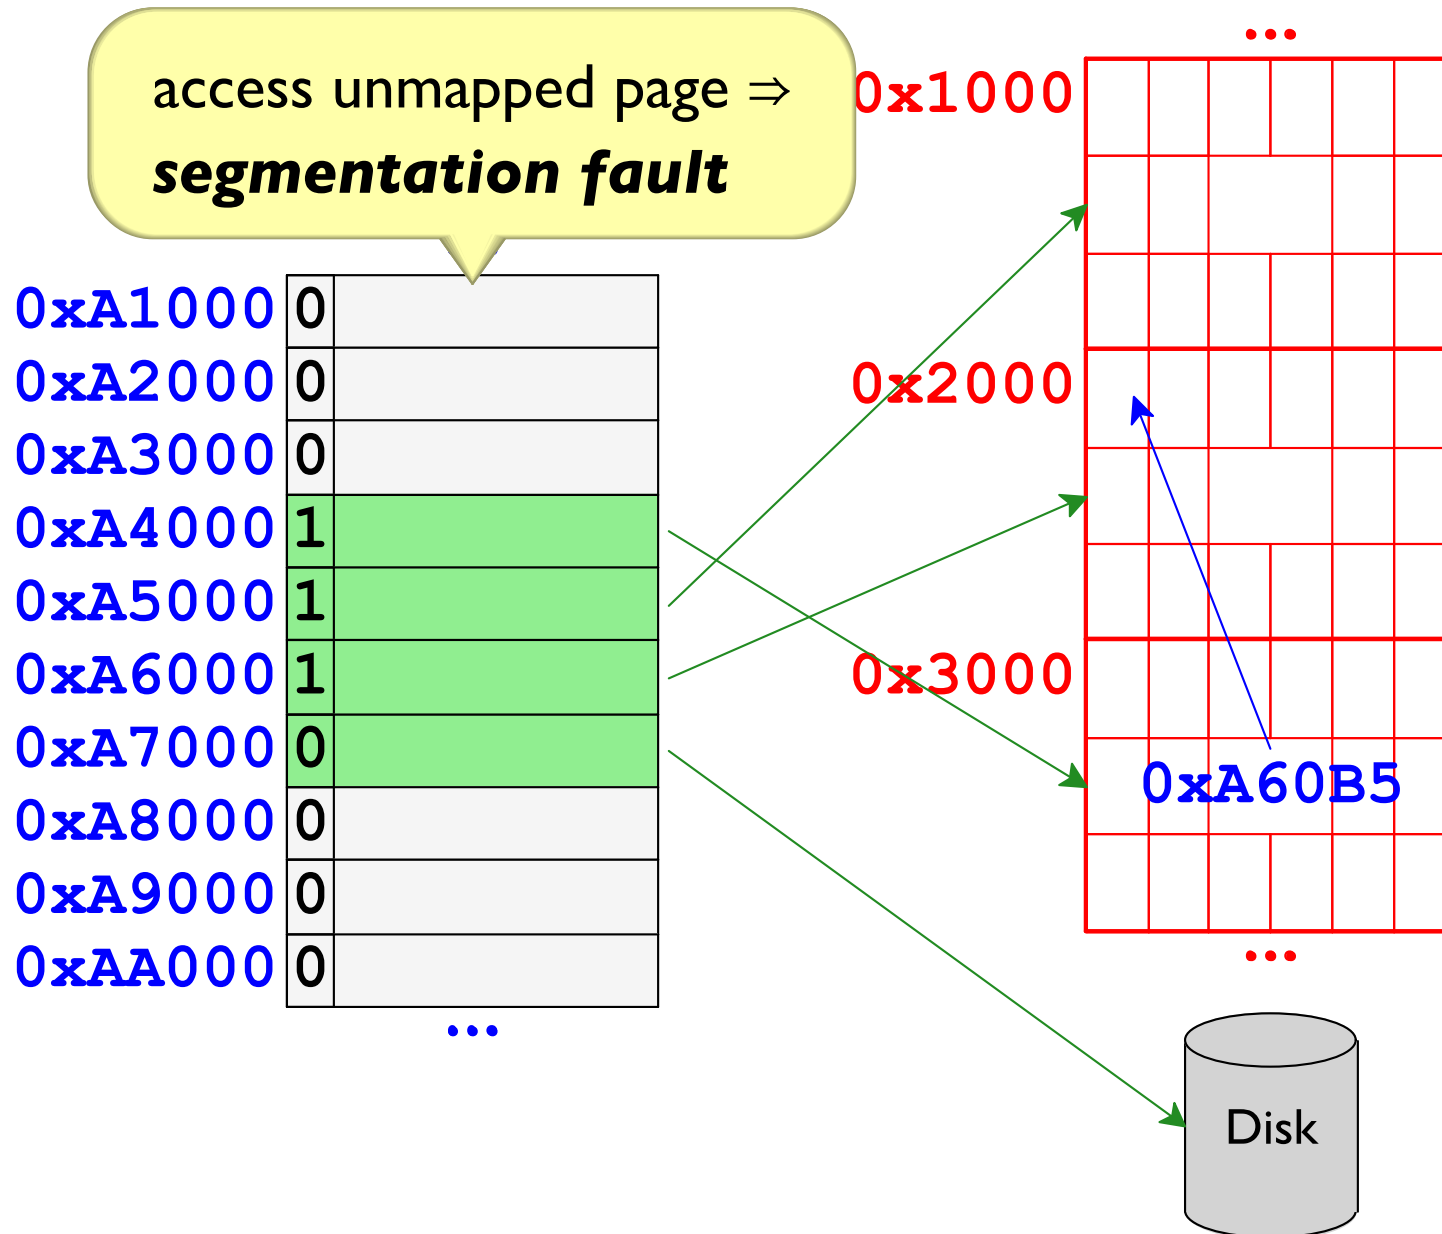 access unmapped page ⇒
segmentation fault
0xA1000 0
0xA2000 0
0xA3000 0
0xA4000 1
0xA5000 1
0xA6000 1
0xA7000 0
0xA8000 0
0xA9000 0
0xAA000 0
...
...
0x1000
0x2000
0x3000
0xA60B5
...
Disk